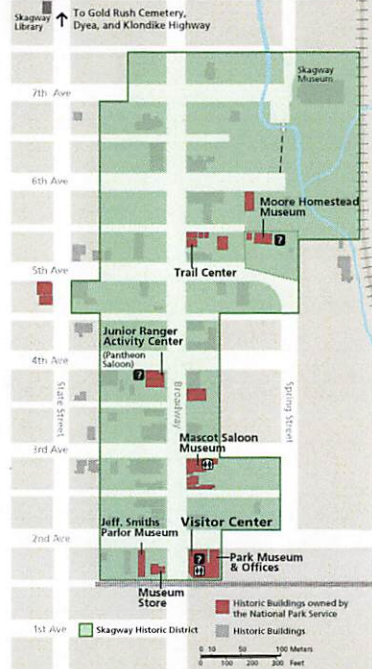 Skagway
Library
To Gold Rush Cemetery,
Dyea, and Klondike Highway
Skagway
Museum
7th Ave
6th Ave
Moore Homestead
Museum
?
5th Ave
Trail Center
Junior Ranger
Activity Center
(Pantheon
Saloon)
4th Ave
?
State Street
Broadway
Spring Street
3rd Ave
Mascot Saloon
Museum
Jeff. Smiths
Parlor Museum
Visitor Center
2nd Ave
?
Park Museum
& Offices
Museum
Store
1st Ave
Skagway Historic District
Historic Buildings owned by
the National Park Service
Historic Buildings
0 10 50 100 Meters
0 100 300 Feet